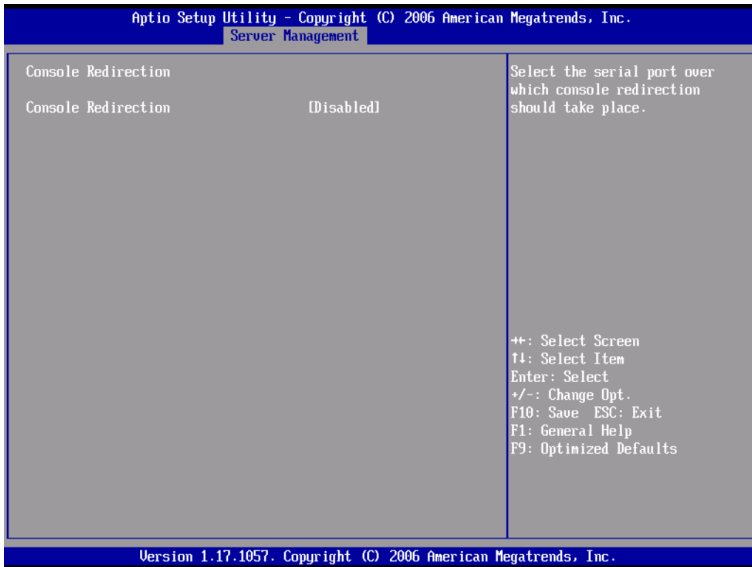 Aptio Setup Utility - Copyright (C) 2006 American Megatrends, Inc.
Server Management
Console Redirection
Console Redirection [Disabled]
Select the serial port over
which console redirection
should take place.
→←: Select Screen
↑↓: Select Item
Enter: Select
+/-: Change Opt.
F10: Save ESC: Exit
F1: General Help
F9: Optimized Defaults
Version 1.17.1057. Copyright (C) 2006 American Megatrends, Inc.